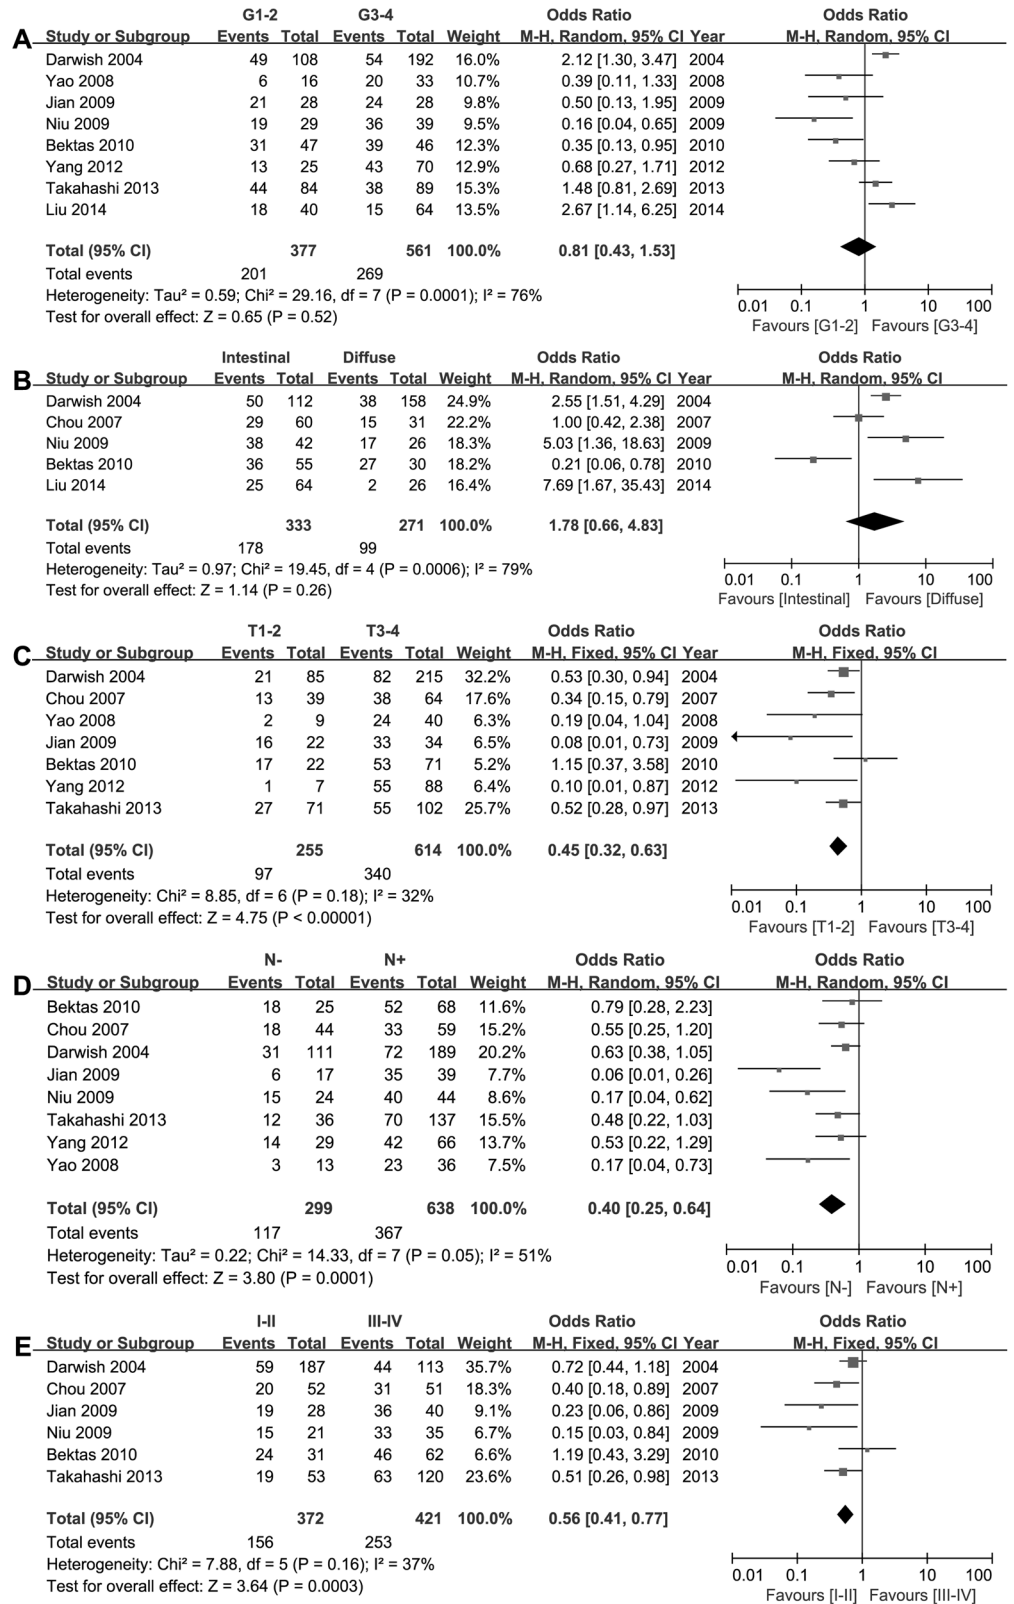 G1-2 G3-4 Odds Ratio Odds Ratio
A Study or Subgroup Events Total Events Total Weight M-H, Random, 95% CI Year M-H, Random, 95% CI
Darwish 2004 49 108 54 192 16.0% 2.12 [1.30, 3.47] 2004
Yao 2008 6 16 20 33 10.7% 0.39 [0.11, 1.33] 2008
Jian 2009 21 28 24 28 9.8% 0.50 [0.13, 1.95] 2009
Niu 2009 19 29 36 39 9.5% 0.16 [0.04, 0.65] 2009
Bektas 2010 31 47 39 46 12.3% 0.35 [0.13, 0.95] 2010
Yang 2012 13 25 43 70 12.9% 0.68 [0.27, 1.71] 2012
Takahashi 2013 44 84 38 89 15.3% 1.48 [0.81, 2.69] 2013
Liu 2014 18 40 15 64 13.5% 2.67 [1.14, 6.25] 2014
Total (95% CI) 377 561 100.0% 0.81 [0.43, 1.53]
Total events 201 269
Heterogeneity: Tau² = 0.59; Chi² = 29.16, df = 7 (P = 0.0001); I² = 76%
Test for overall effect: Z = 0.65 (P = 0.52)
0.01 0.1 1 10 100
Favours [G1-2] Favours [G3-4]
Intestinal Diffuse Odds Ratio Odds Ratio
B Study or Subgroup Events Total Events Total Weight M-H, Random, 95% CI Year M-H, Random, 95% CI
Darwish 2004 50 112 38 158 24.9% 2.55 [1.51, 4.29] 2004
Chou 2007 29 60 15 31 22.2% 1.00 [0.42, 2.38] 2007
Niu 2009 38 42 17 26 18.3% 5.03 [1.36, 18.63] 2009
Bektas 2010 36 55 27 30 18.2% 0.21 [0.06, 0.78] 2010
Liu 2014 25 64 2 26 16.4% 7.69 [1.67, 35.43] 2014
Total (95% CI) 333 271 100.0% 1.78 [0.66, 4.83]
Total events 178 99
Heterogeneity: Tau² = 0.97; Chi² = 19.45, df = 4 (P = 0.0006); I² = 79%
Test for overall effect: Z = 1.14 (P = 0.26)
0.01 0.1 1 10 100
Favours [Intestinal] Favours [Diffuse]
T1-2 T3-4 Odds Ratio Odds Ratio
C Study or Subgroup Events Total Events Total Weight M-H, Fixed, 95% CI Year M-H, Fixed, 95% CI
Darwish 2004 21 85 82 215 32.2% 0.53 [0.30, 0.94] 2004
Chou 2007 13 39 38 64 17.6% 0.34 [0.15, 0.79] 2007
Yao 2008 2 9 24 40 6.3% 0.19 [0.04, 1.04] 2008
Jian 2009 16 22 33 34 6.5% 0.08 [0.01, 0.73] 2009
Bektas 2010 17 22 53 71 5.2% 1.15 [0.37, 3.58] 2010
Yang 2012 1 7 55 88 6.4% 0.10 [0.01, 0.87] 2012
Takahashi 2013 27 71 55 102 25.7% 0.52 [0.28, 0.97] 2013
Total (95% CI) 255 614 100.0% 0.45 [0.32, 0.63]
Total events 97 340
Heterogeneity: Chi² = 8.85, df = 6 (P = 0.18); I² = 32%
Test for overall effect: Z = 4.75 (P < 0.00001)
0.01 0.1 1 10 100
Favours [T1-2] Favours [T3-4]
N- N+ Odds Ratio Odds Ratio
D Study or Subgroup Events Total Events Total Weight M-H, Random, 95% CI M-H, Random, 95% CI
Bektas 2010 18 25 52 68 11.6% 0.79 [0.28, 2.23]
Chou 2007 18 44 33 59 15.2% 0.55 [0.25, 1.20]
Darwish 2004 31 111 72 189 20.2% 0.63 [0.38, 1.05]
Jian 2009 6 17 35 39 7.7% 0.06 [0.01, 0.26]
Niu 2009 15 24 40 44 8.6% 0.17 [0.04, 0.62]
Takahashi 2013 12 36 70 137 15.5% 0.48 [0.22, 1.03]
Yang 2012 14 29 42 66 13.7% 0.53 [0.22, 1.29]
Yao 2008 3 13 23 36 7.5% 0.17 [0.04, 0.73]
Total (95% CI) 299 638 100.0% 0.40 [0.25, 0.64]
Total events 117 367
Heterogeneity: Tau² = 0.22; Chi² = 14.33, df = 7 (P = 0.05); I² = 51%
Test for overall effect: Z = 3.80 (P = 0.0001)
0.01 0.1 1 10 100
Favours [N-] Favours [N+]
I-II III-IV Odds Ratio Odds Ratio
E Study or Subgroup Events Total Events Total Weight M-H, Fixed, 95% CI Year M-H, Fixed, 95% CI
Darwish 2004 59 187 44 113 35.7% 0.72 [0.44, 1.18] 2004
Chou 2007 20 52 31 51 18.3% 0.40 [0.18, 0.89] 2007
Jian 2009 19 28 36 40 9.1% 0.23 [0.06, 0.86] 2009
Niu 2009 15 21 33 35 6.7% 0.15 [0.03, 0.84] 2009
Bektas 2010 24 31 46 62 6.6% 1.19 [0.43, 3.29] 2010
Takahashi 2013 19 53 63 120 23.6% 0.51 [0.26, 0.98] 2013
Total (95% CI) 372 421 100.0% 0.56 [0.41, 0.77]
Total events 156 253
Heterogeneity: Chi² = 7.88, df = 5 (P = 0.16); I² = 37%
Test for overall effect: Z = 3.64 (P = 0.0003)
0.01 0.1 1 10 100
Favours [I-II] Favours [III-IV]